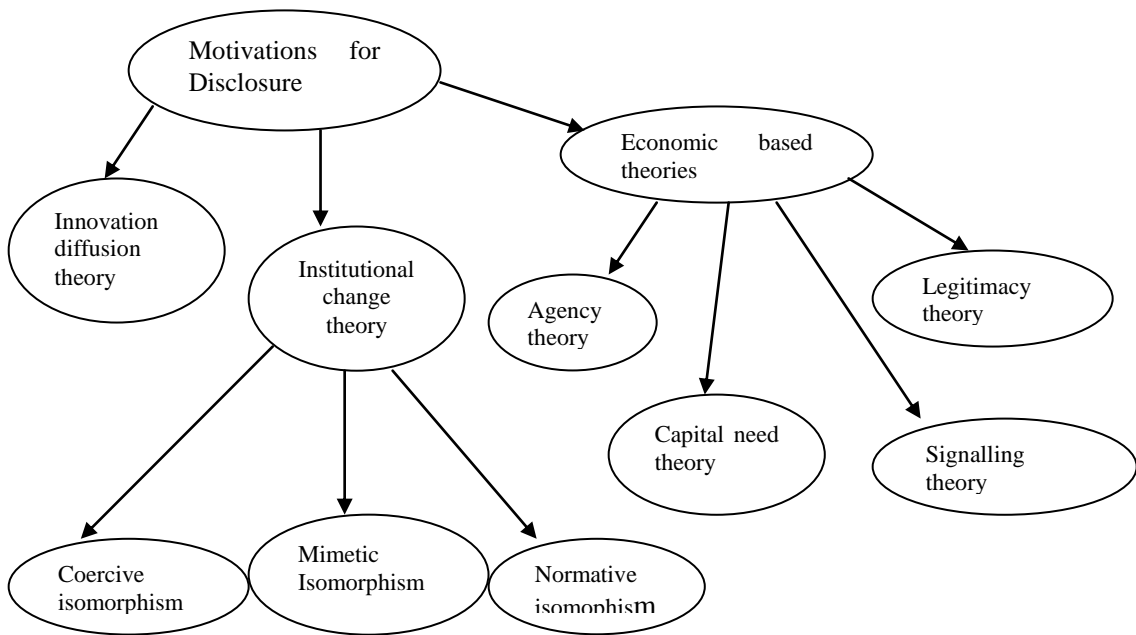 Motivations for
Disclosure
Economic based
theories
Innovation
diffusion
theory
Institutional
change
theory
Agency
theory
Legitimacy
theory
Capital need
theory
Signalling
theory
Coercive
isomorphism
Mimetic
Isomorphism
Normative
isomophism